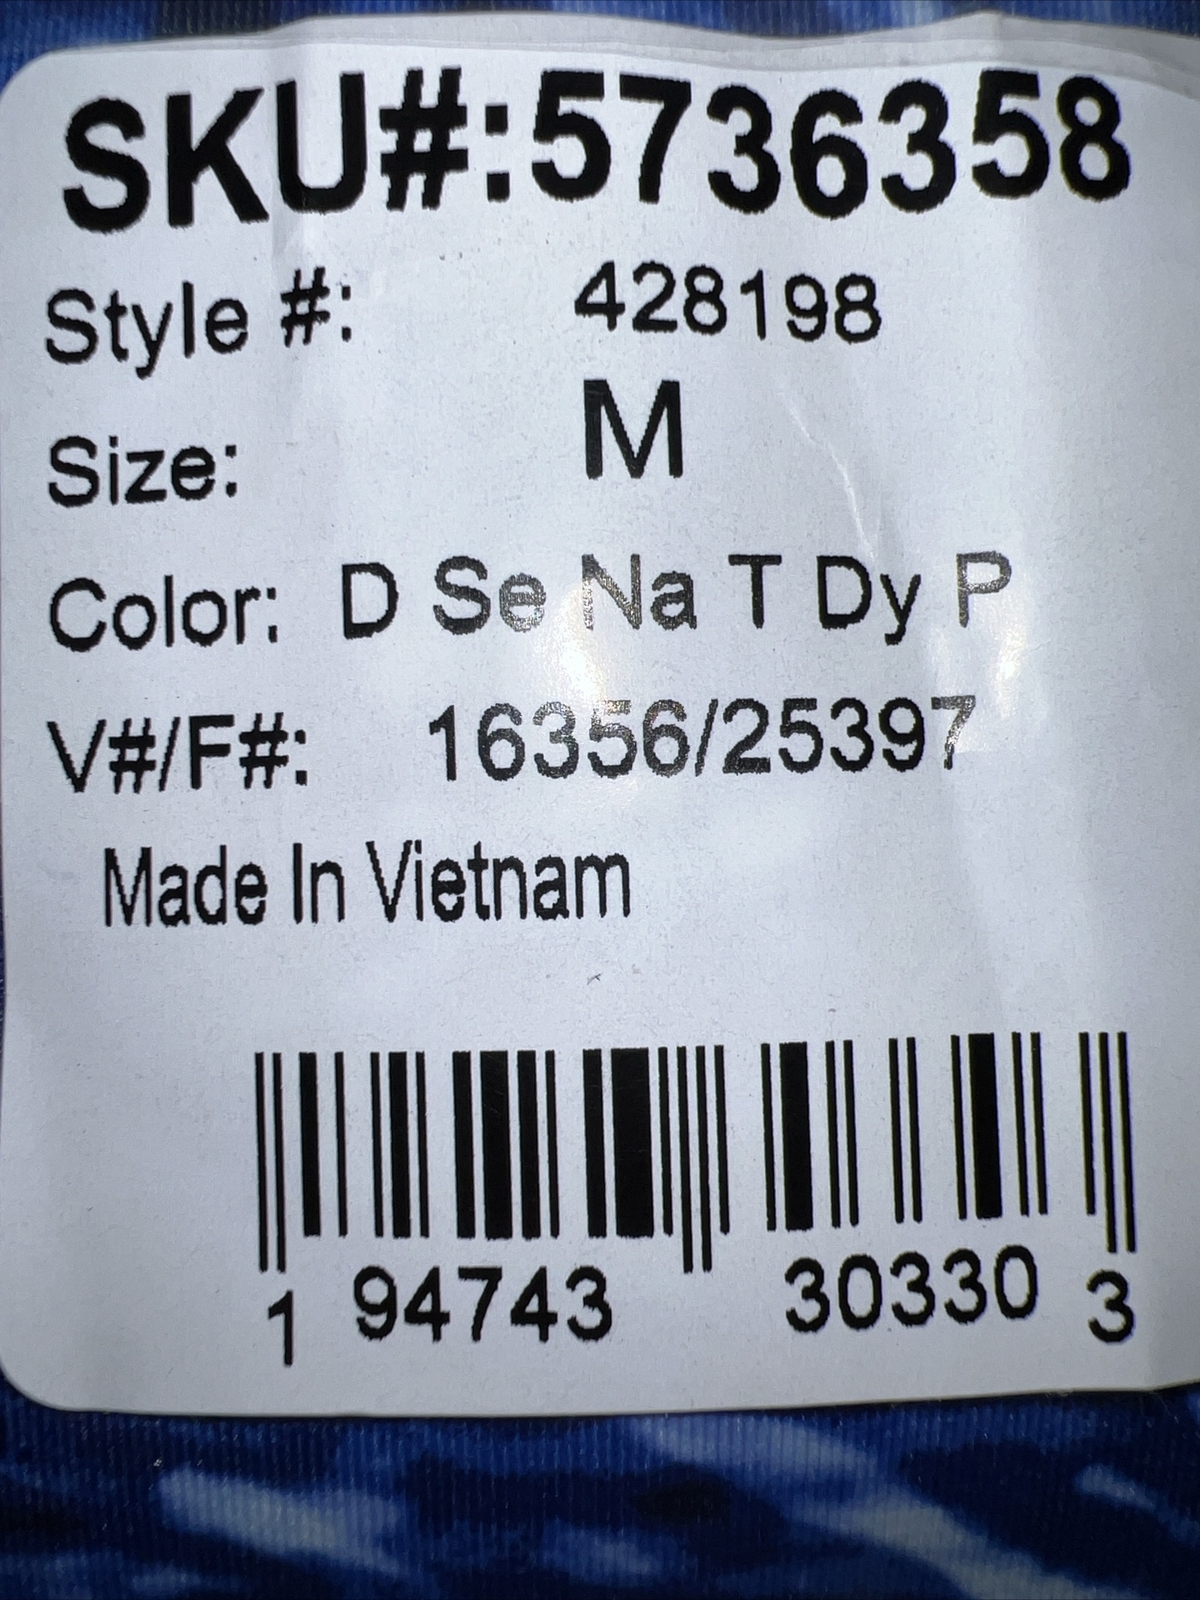 SKU#:5736358
Style #: 428198
Size: M
Color: D Se Na T Dy P
V#/F#: 16356/25397
Made In Vietnam
1 94743 30330 3